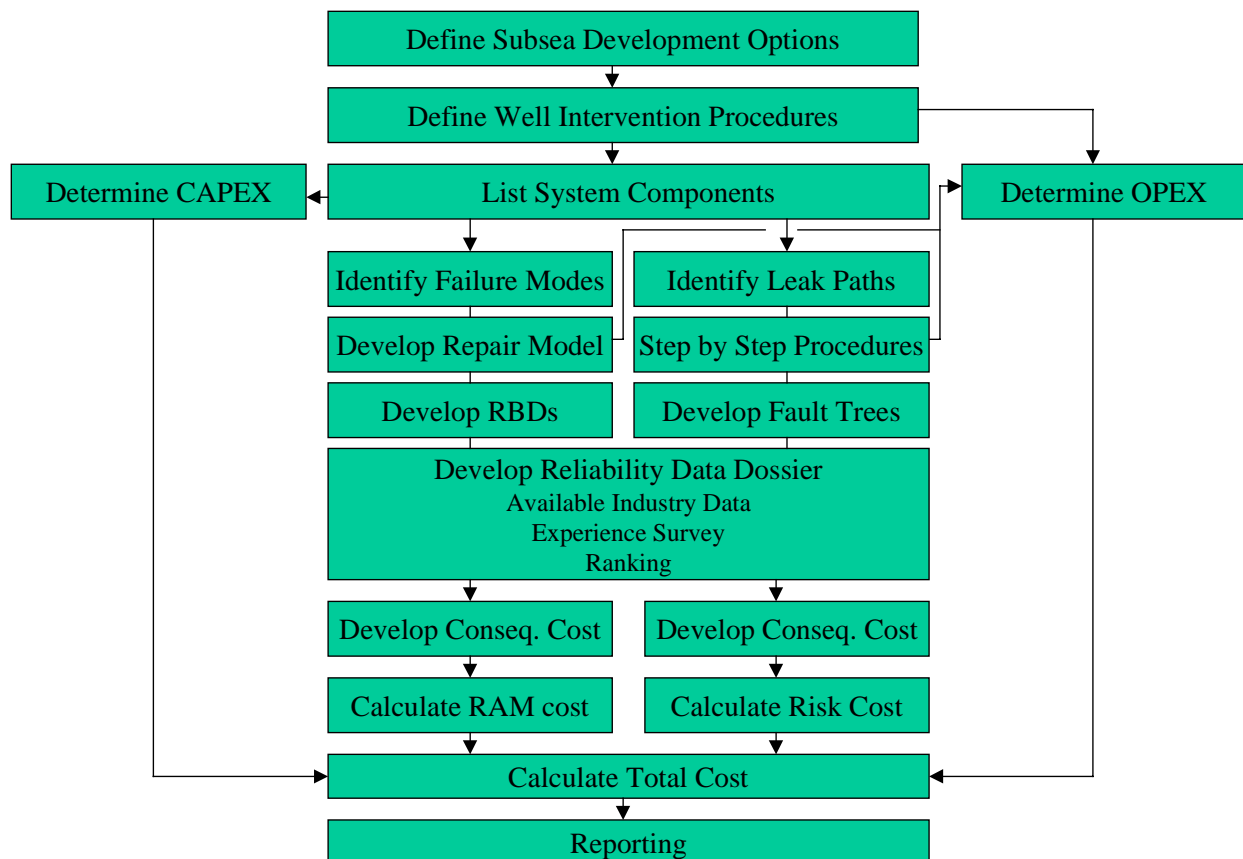 Define Subsea Development Options
Define Well Intervention Procedures
Determine CAPEX
List System Components
Determine OPEX
Identify Failure Modes
Identify Leak Paths
Develop Repair Model
Step by Step Procedures
Develop RBDs
Develop Fault Trees
Develop Reliability Data Dossier
Available Industry Data
Experience Survey
Ranking
Develop Conseq. Cost
Develop Conseq. Cost
Calculate RAM cost
Calculate Risk Cost
Calculate Total Cost
Reporting